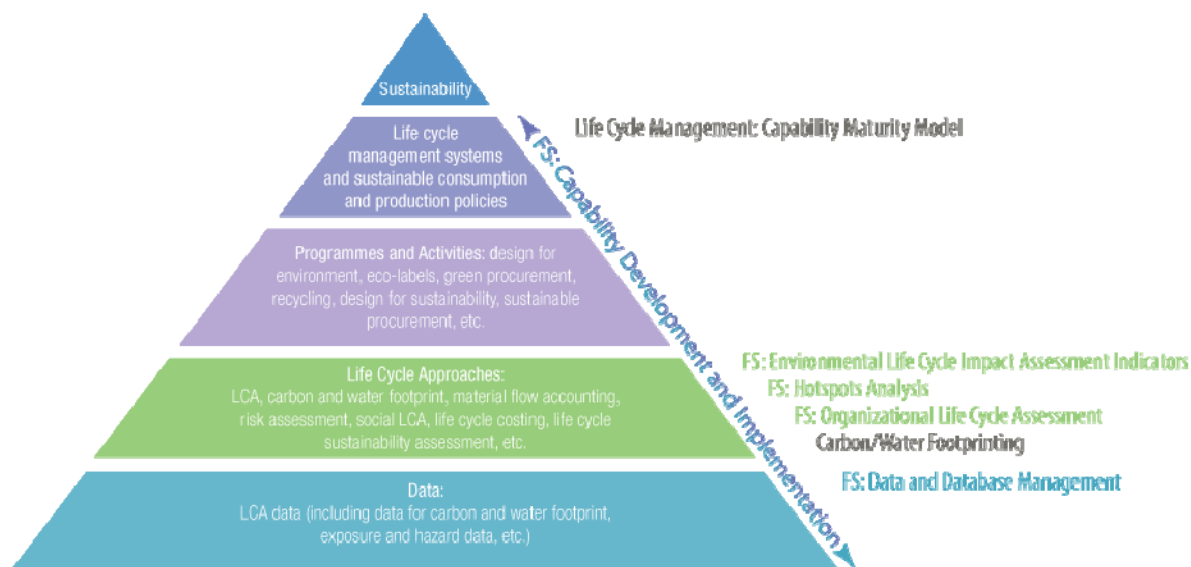 Sustainability
Life cycle
management systems
and sustainable consumption
and production policies
Life Cycle Management: Capability Maturity Model
FS: Capability Development and Implementation
Programmes and Activities: design for
environment, eco-labels, green procurement,
recycling, design for sustainability, sustainable
procurement, etc.
Life Cycle Approaches:
LCA, carbon and water footprint, material flow accounting,
risk assessment, social LCA, life cycle costing, life cycle
sustainability assessment, etc.
FS: Environmental Life Cycle Impact Assessment Indicators
FS: Hotspots Analysis
FS: Organizational Life Cycle Assessment
Carbon/Water Footprinting
FS: Data and Database Management
Data:
LCA data (including data for carbon and water footprint,
exposure and hazard data, etc.)